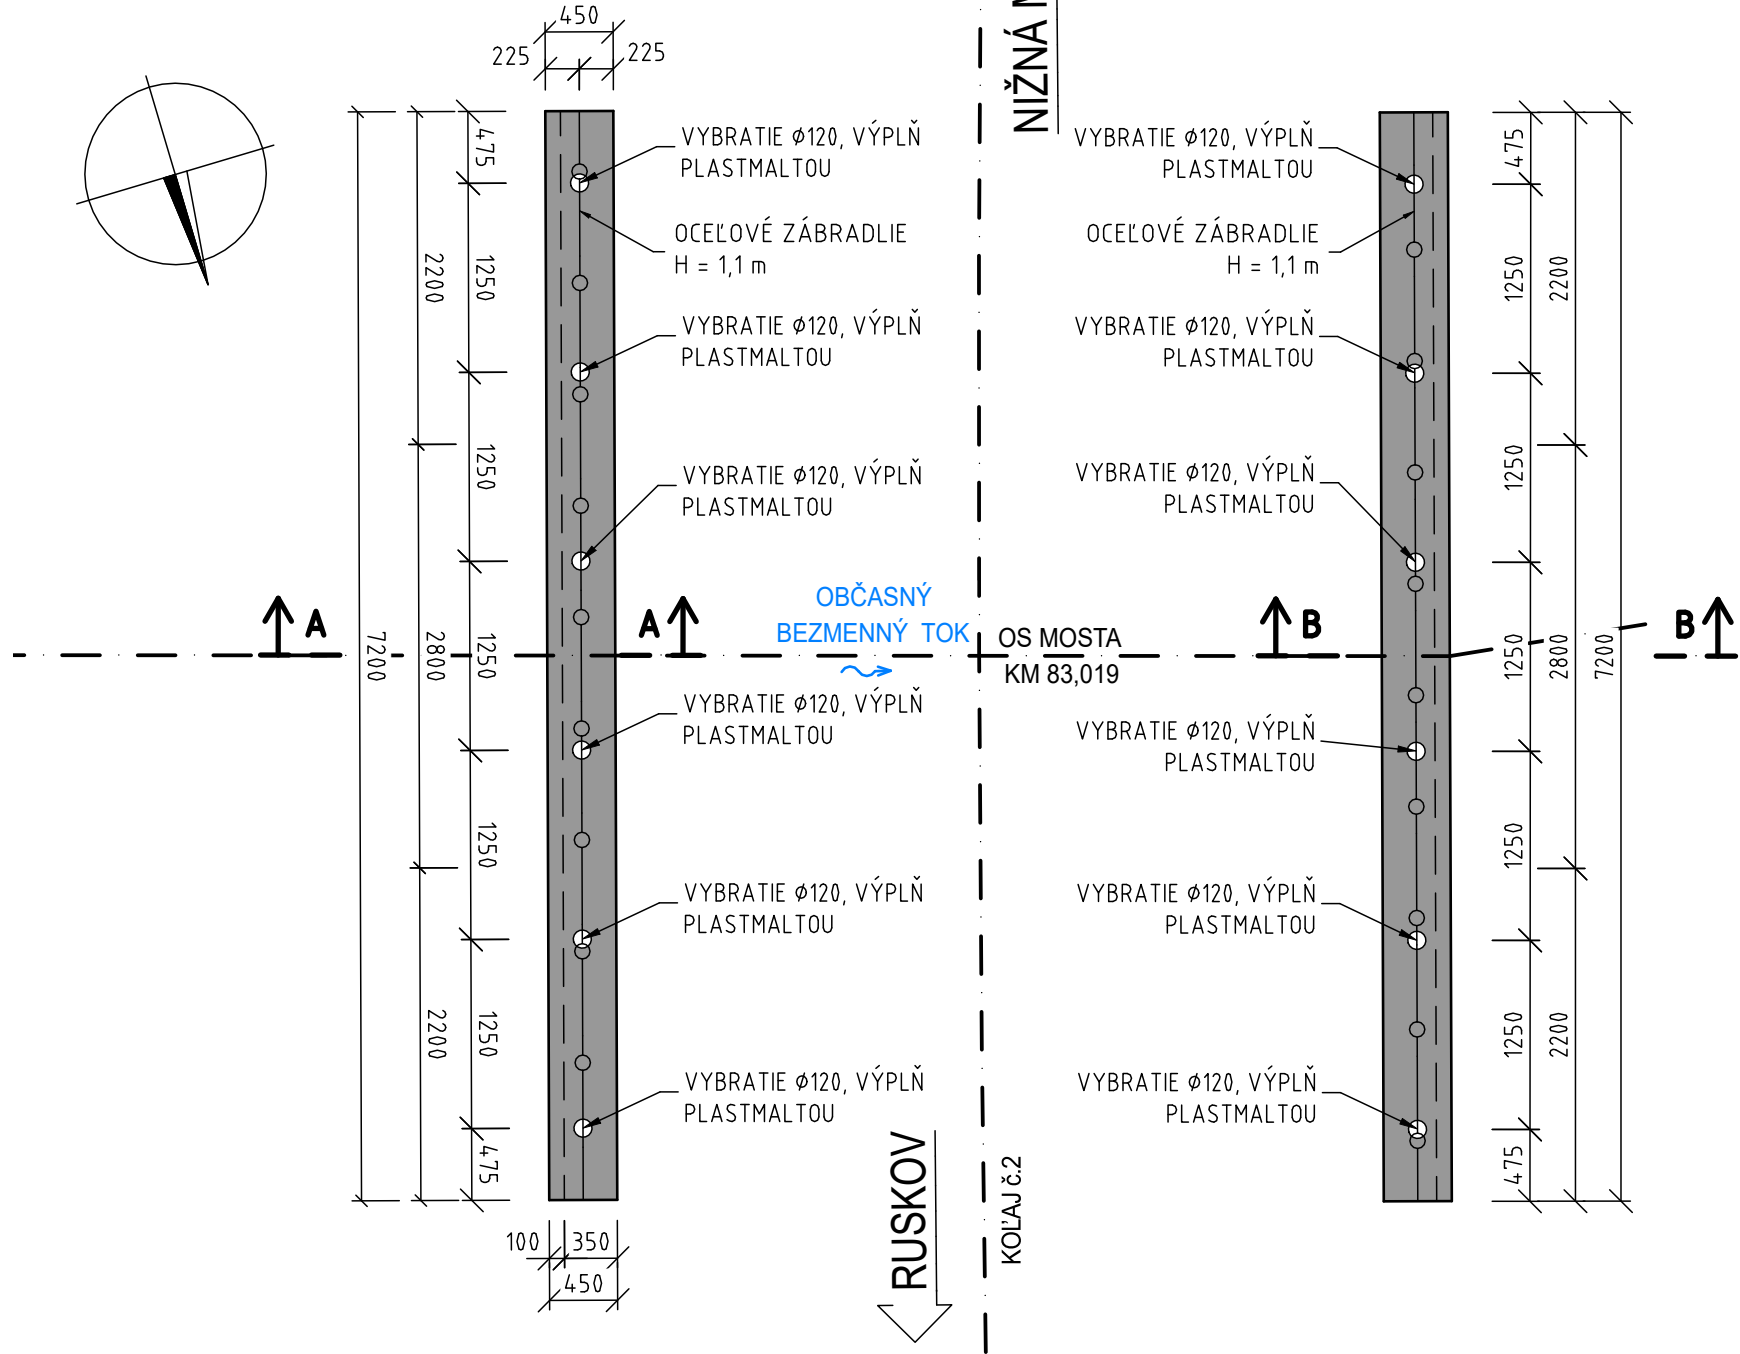 450
225
225
NIŽNÁ
475
1250
2200
1250
1250
2800
7200
1250
1250
2200
475
VYBRATIE Ø120, VÝPLŇ
PLASTMALTOU
OCEĽOVÉ ZÁBRADLIE
H = 1,1 m
VYBRATIE Ø120, VÝPLŇ
PLASTMALTOU
VYBRATIE Ø120, VÝPLŇ
PLASTMALTOU
A
A
OBČASNÝ
BEZMENNÝ TOK
OS MOSTA
KM 83,019
VYBRATIE Ø120, VÝPLŇ
PLASTMALTOU
VYBRATIE Ø120, VÝPLŇ
PLASTMALTOU
VYBRATIE Ø120, VÝPLŇ
PLASTMALTOU
VYBRATIE Ø120, VÝPLŇ
PLASTMALTOU
OCEĽOVÉ ZÁBRADLIE
H = 1,1 m
VYBRATIE Ø120, VÝPLŇ
PLASTMALTOU
VYBRATIE Ø120, VÝPLŇ
PLASTMALTOU
B
B
VYBRATIE Ø120, VÝPLŇ
PLASTMALTOU
VYBRATIE Ø120, VÝPLŇ
PLASTMALTOU
VYBRATIE Ø120, VÝPLŇ
PLASTMALTOU
475
1250
2200
1250
1250
2800
7200
1250
1250
2200
475
RUSKOV
KOĽAJ č.2
100
350
450